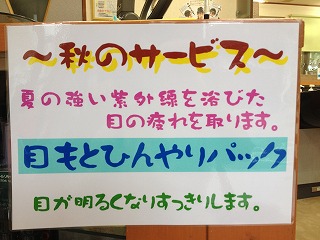 ～秋のサービス～
夏の強い紫外線を浴びた
目の疲れを取ります。
目もとひんやりパック
目が明るくなりすっきりします。